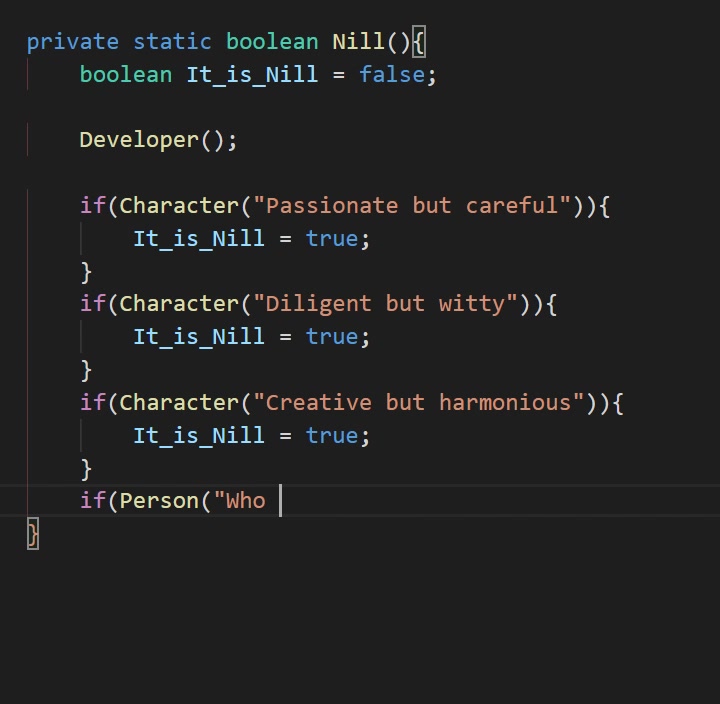 private static boolean Nill(){
    boolean It_is_Nill = false;

    Developer();

    if(Character("Passionate but careful")){
        It_is_Nill = true;
    }
    if(Character("Diligent but witty")){
        It_is_Nill = true;
    }
    if(Character("Creative but harmonious")){
        It_is_Nill = true;
    }
    if(Person("Who
}